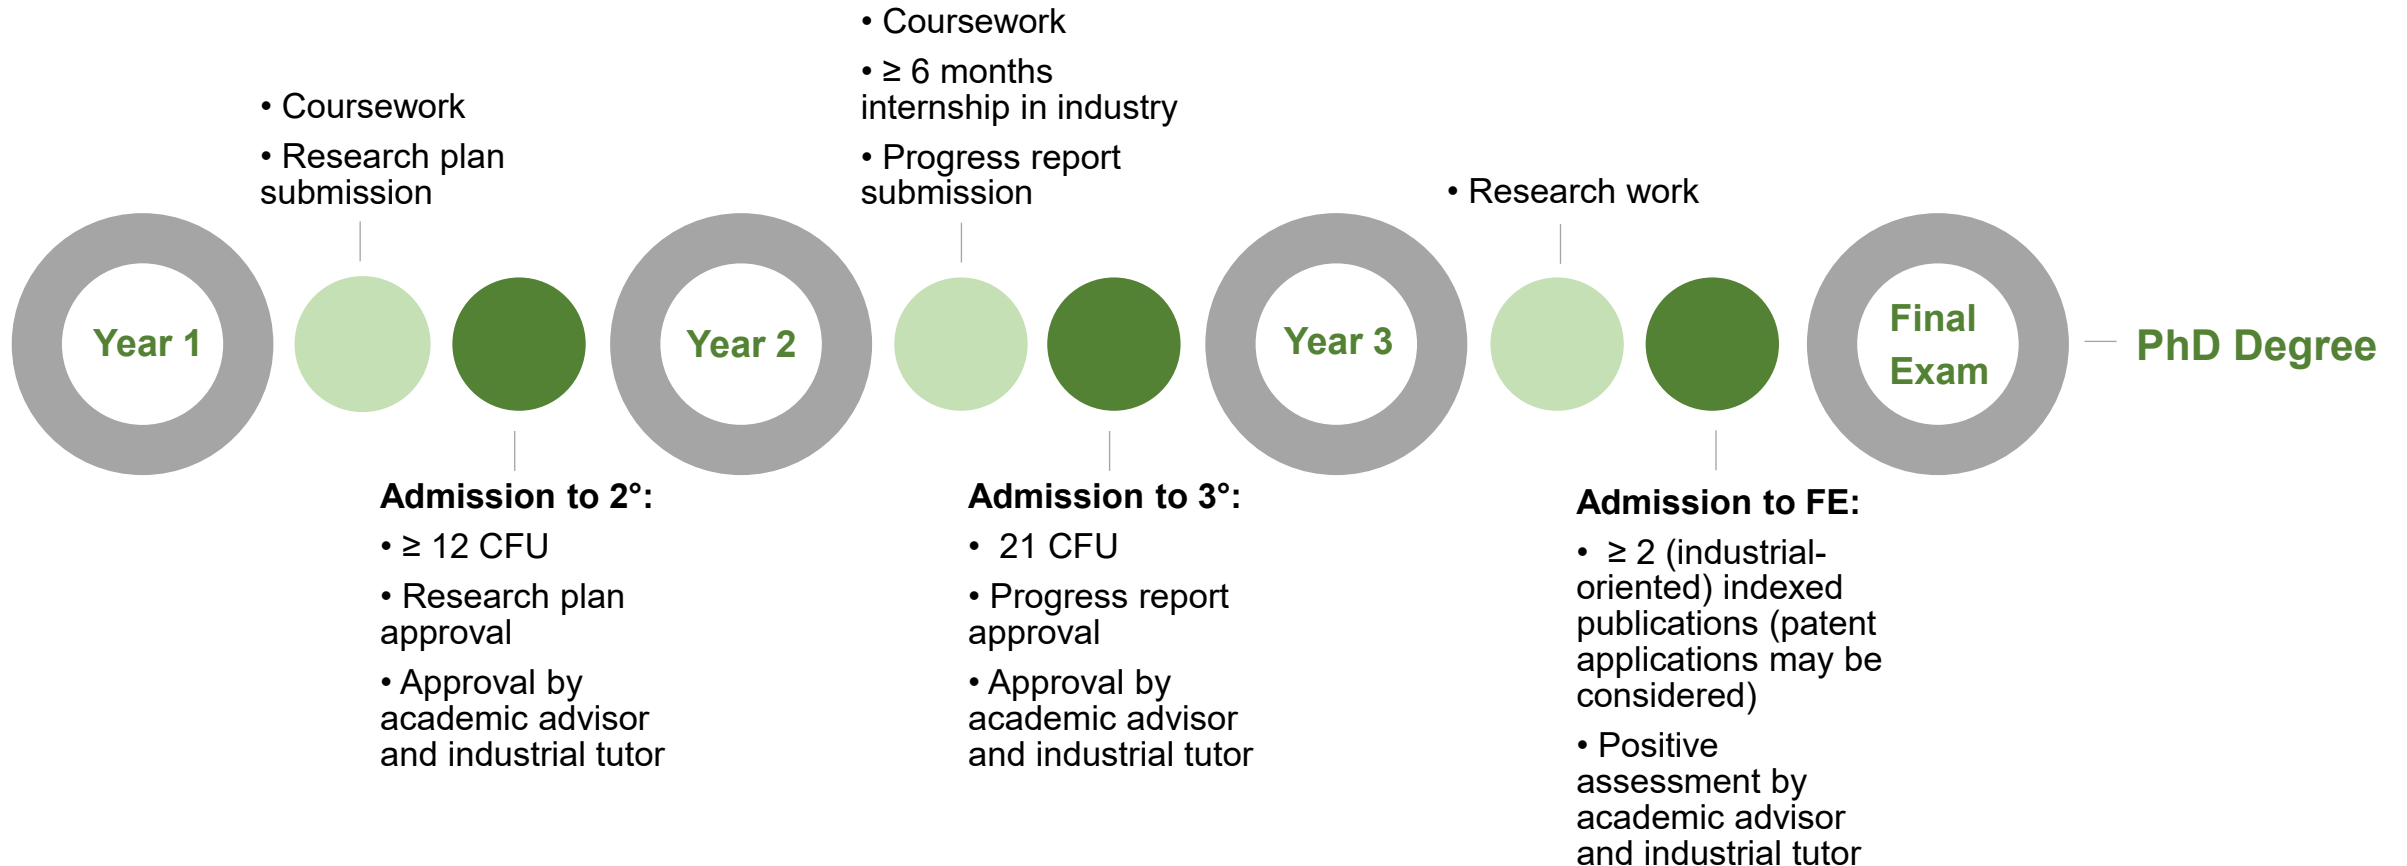 • Coursework
• Research plan
submission
• Coursework
• ≥ 6 months
internship in industry
• Progress report
submission
• Research work
Year 1
Year 2
Year 3
Final
Exam
PhD Degree
Admission to 2°:
• ≥ 12 CFU
• Research plan
approval
• Approval by
academic advisor
and industrial tutor
Admission to 3°:
• 21 CFU
• Progress report
approval
• Approval by
academic advisor
and industrial tutor
Admission to FE:
• ≥ 2 (industrial-
oriented) indexed
publications (patent
applications may be
considered)
• Positive
assessment by
academic advisor
and industrial tutor